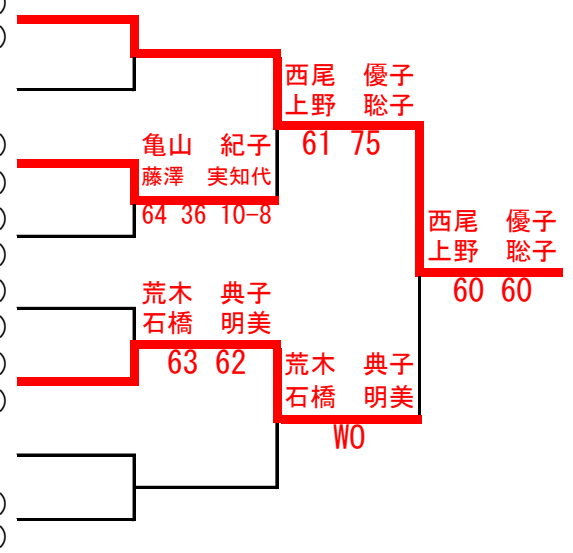 西尾　優子
上野　聡子
61 75
亀山　紀子
藤澤　実知代
64 36 10-8
西尾　優子
上野　聡子
60 60
荒木　典子
石橋　明美
63 62
荒木　典子
石橋　明美
WO